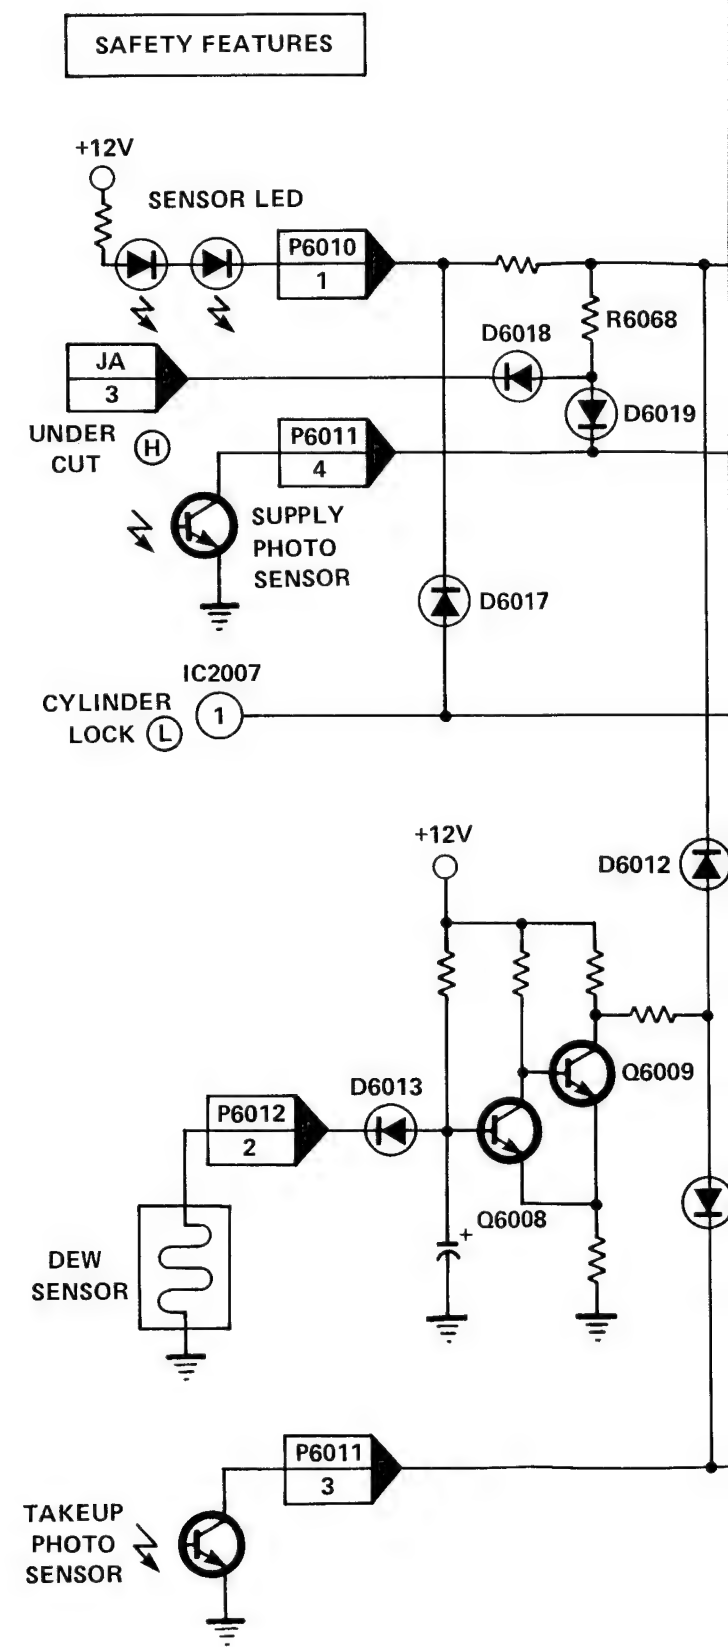 SAFETY FEATURES
+12V
SENSOR LED
P6010
1
R6068
D6018
JA
3
D6019
UNDER
CUT
H
P6011
4
SUPPLY
PHOTO
SENSOR
D6017
IC2007
CYLINDER
LOCK L
1
+12V
D6012
D6013
Q6009
P6012
2
Q6008
+
DEW
SENSOR
P6011
3
TAKEUP
PHOTO
SENSOR